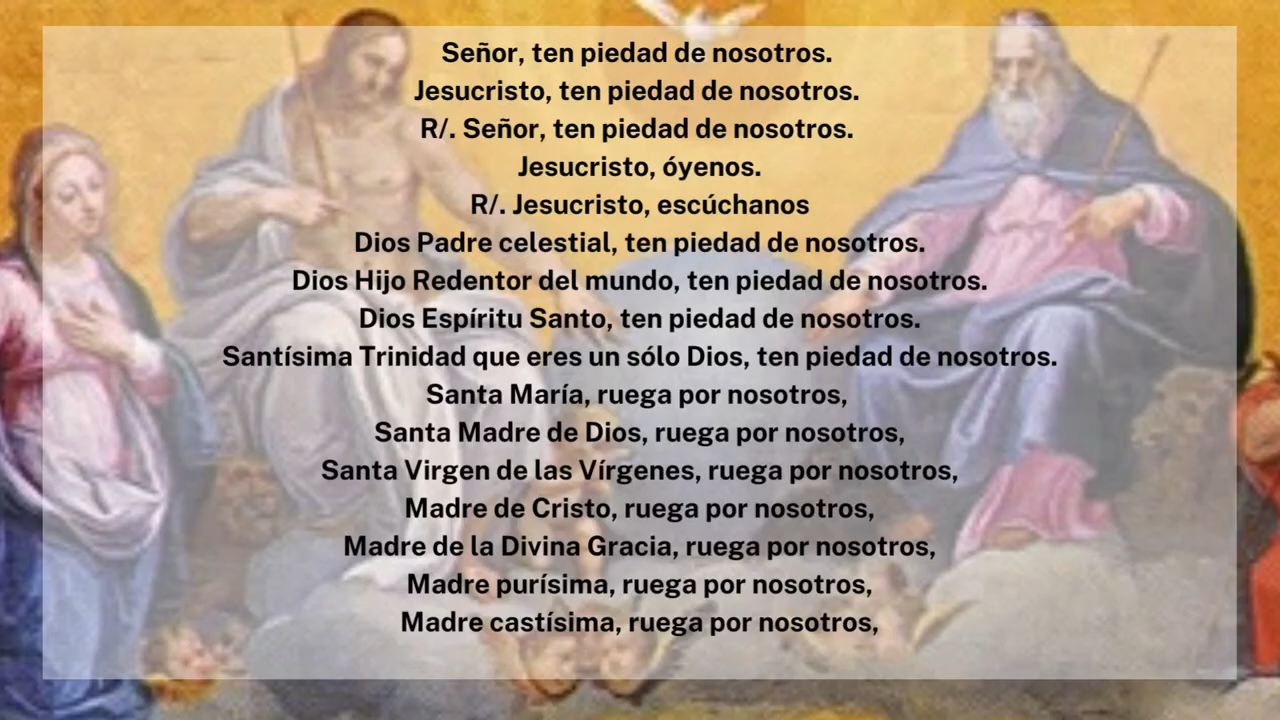 Señor, ten piedad de nosotros.
Jesucristo, ten piedad de nosotros.
R/. Señor, ten piedad de nosotros.
Jesucristo, óyenos.
R/. Jesucristo, escúchanos
Dios Padre celestial, ten piedad de nosotros.
Dios Hijo Redentor del mundo, ten piedad de nosotros.
Dios Espíritu Santo, ten piedad de nosotros.
Santísima Trinidad que eres un sólo Dios, ten piedad de nosotros.
Santa María, ruega por nosotros,
Santa Madre de Dios, ruega por nosotros,
Santa Virgen de las Vírgenes, ruega por nosotros,
Madre de Cristo, ruega por nosotros,
Madre de la Divina Gracia, ruega por nosotros,
Madre purísima, ruega por nosotros,
Madre castísima, ruega por nosotros,